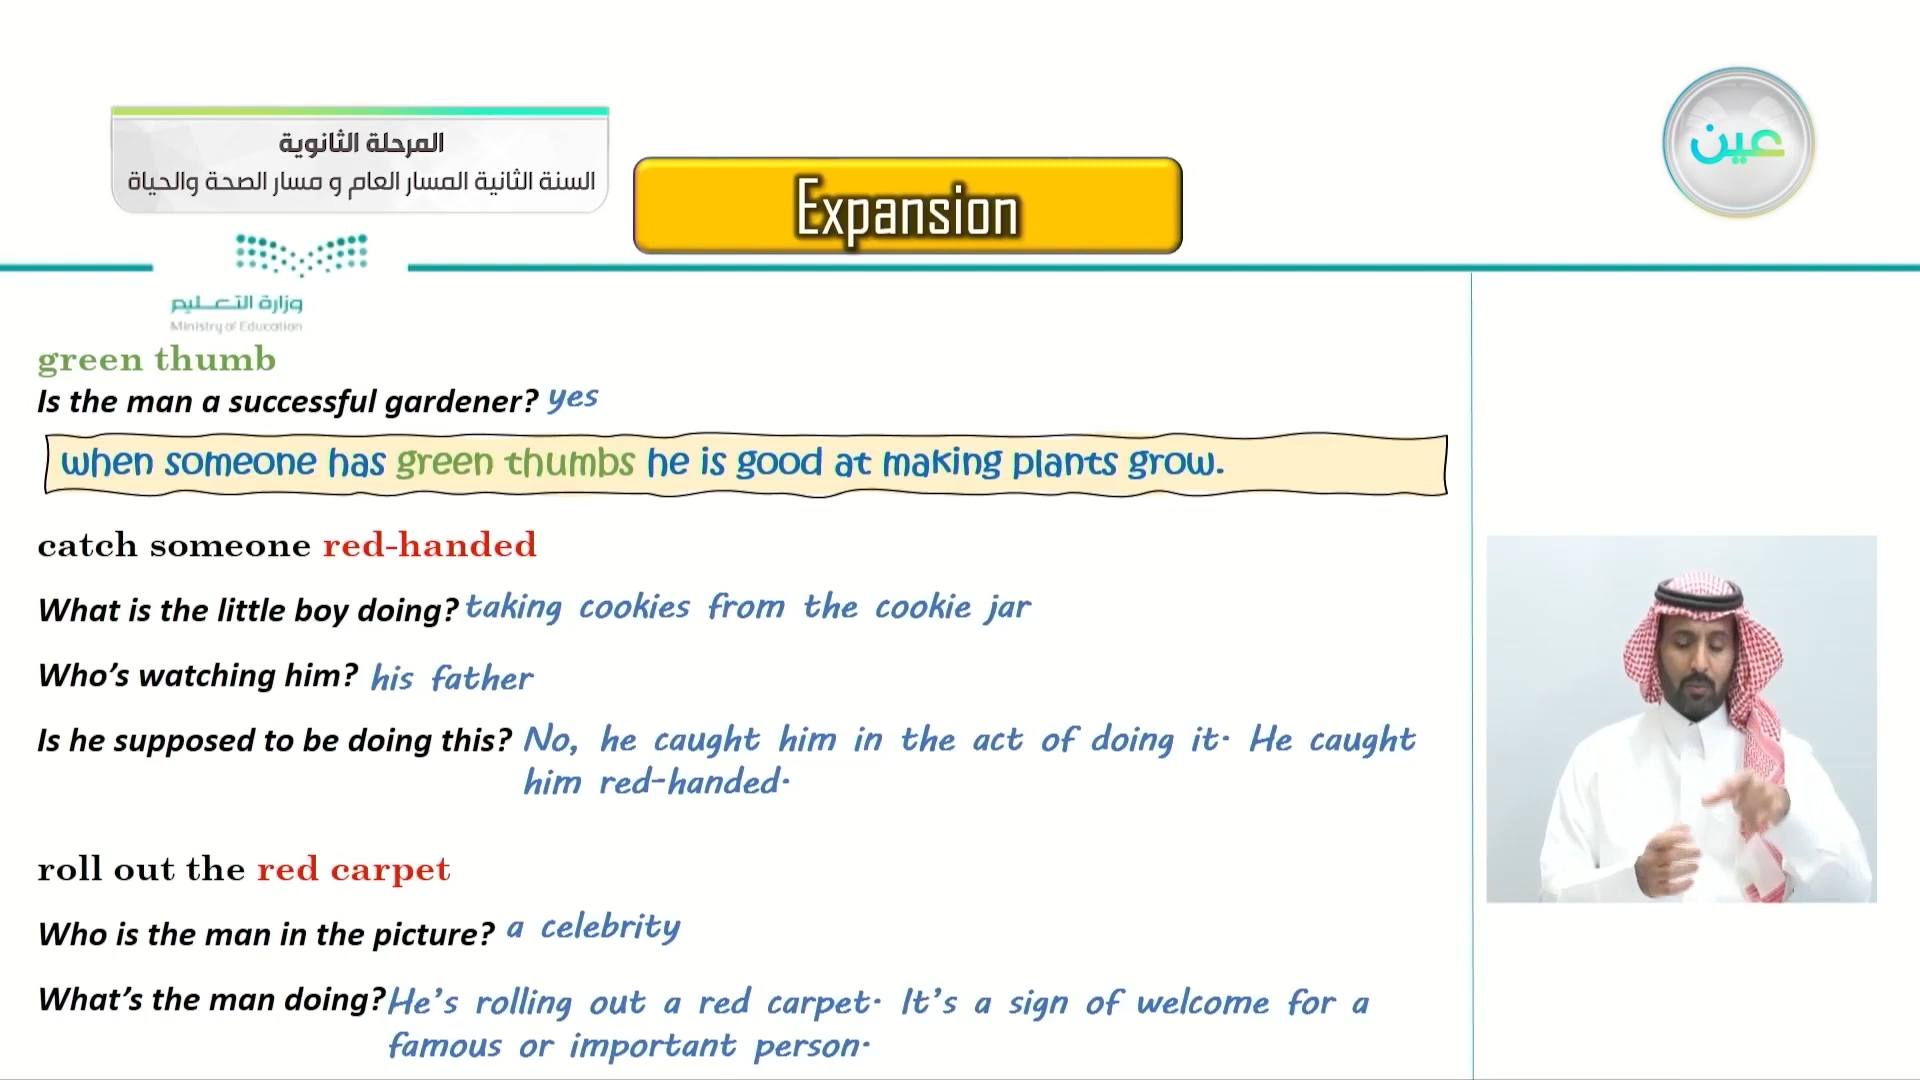 المرحلة الثانوية
السنة الثانية المسار العام و مسار الصحة والحياة
Expansion
عين
وزارة التعليم
Ministry of Education
green thumb
Is the man a successful gardener? yes
when someone has green thumbs he is good at making plants grow.
catch someone red-handed
What is the little boy doing? taking cookies from the cookie jar
Who's watching him? his father
Is he supposed to be doing this? No, he caught him in the act of doing it. He caught
him red-handed.
roll out the red carpet
Who is the man in the picture? a celebrity
What's the man doing? He's rolling out a red carpet. It's a sign of welcome for a
famous or important person.